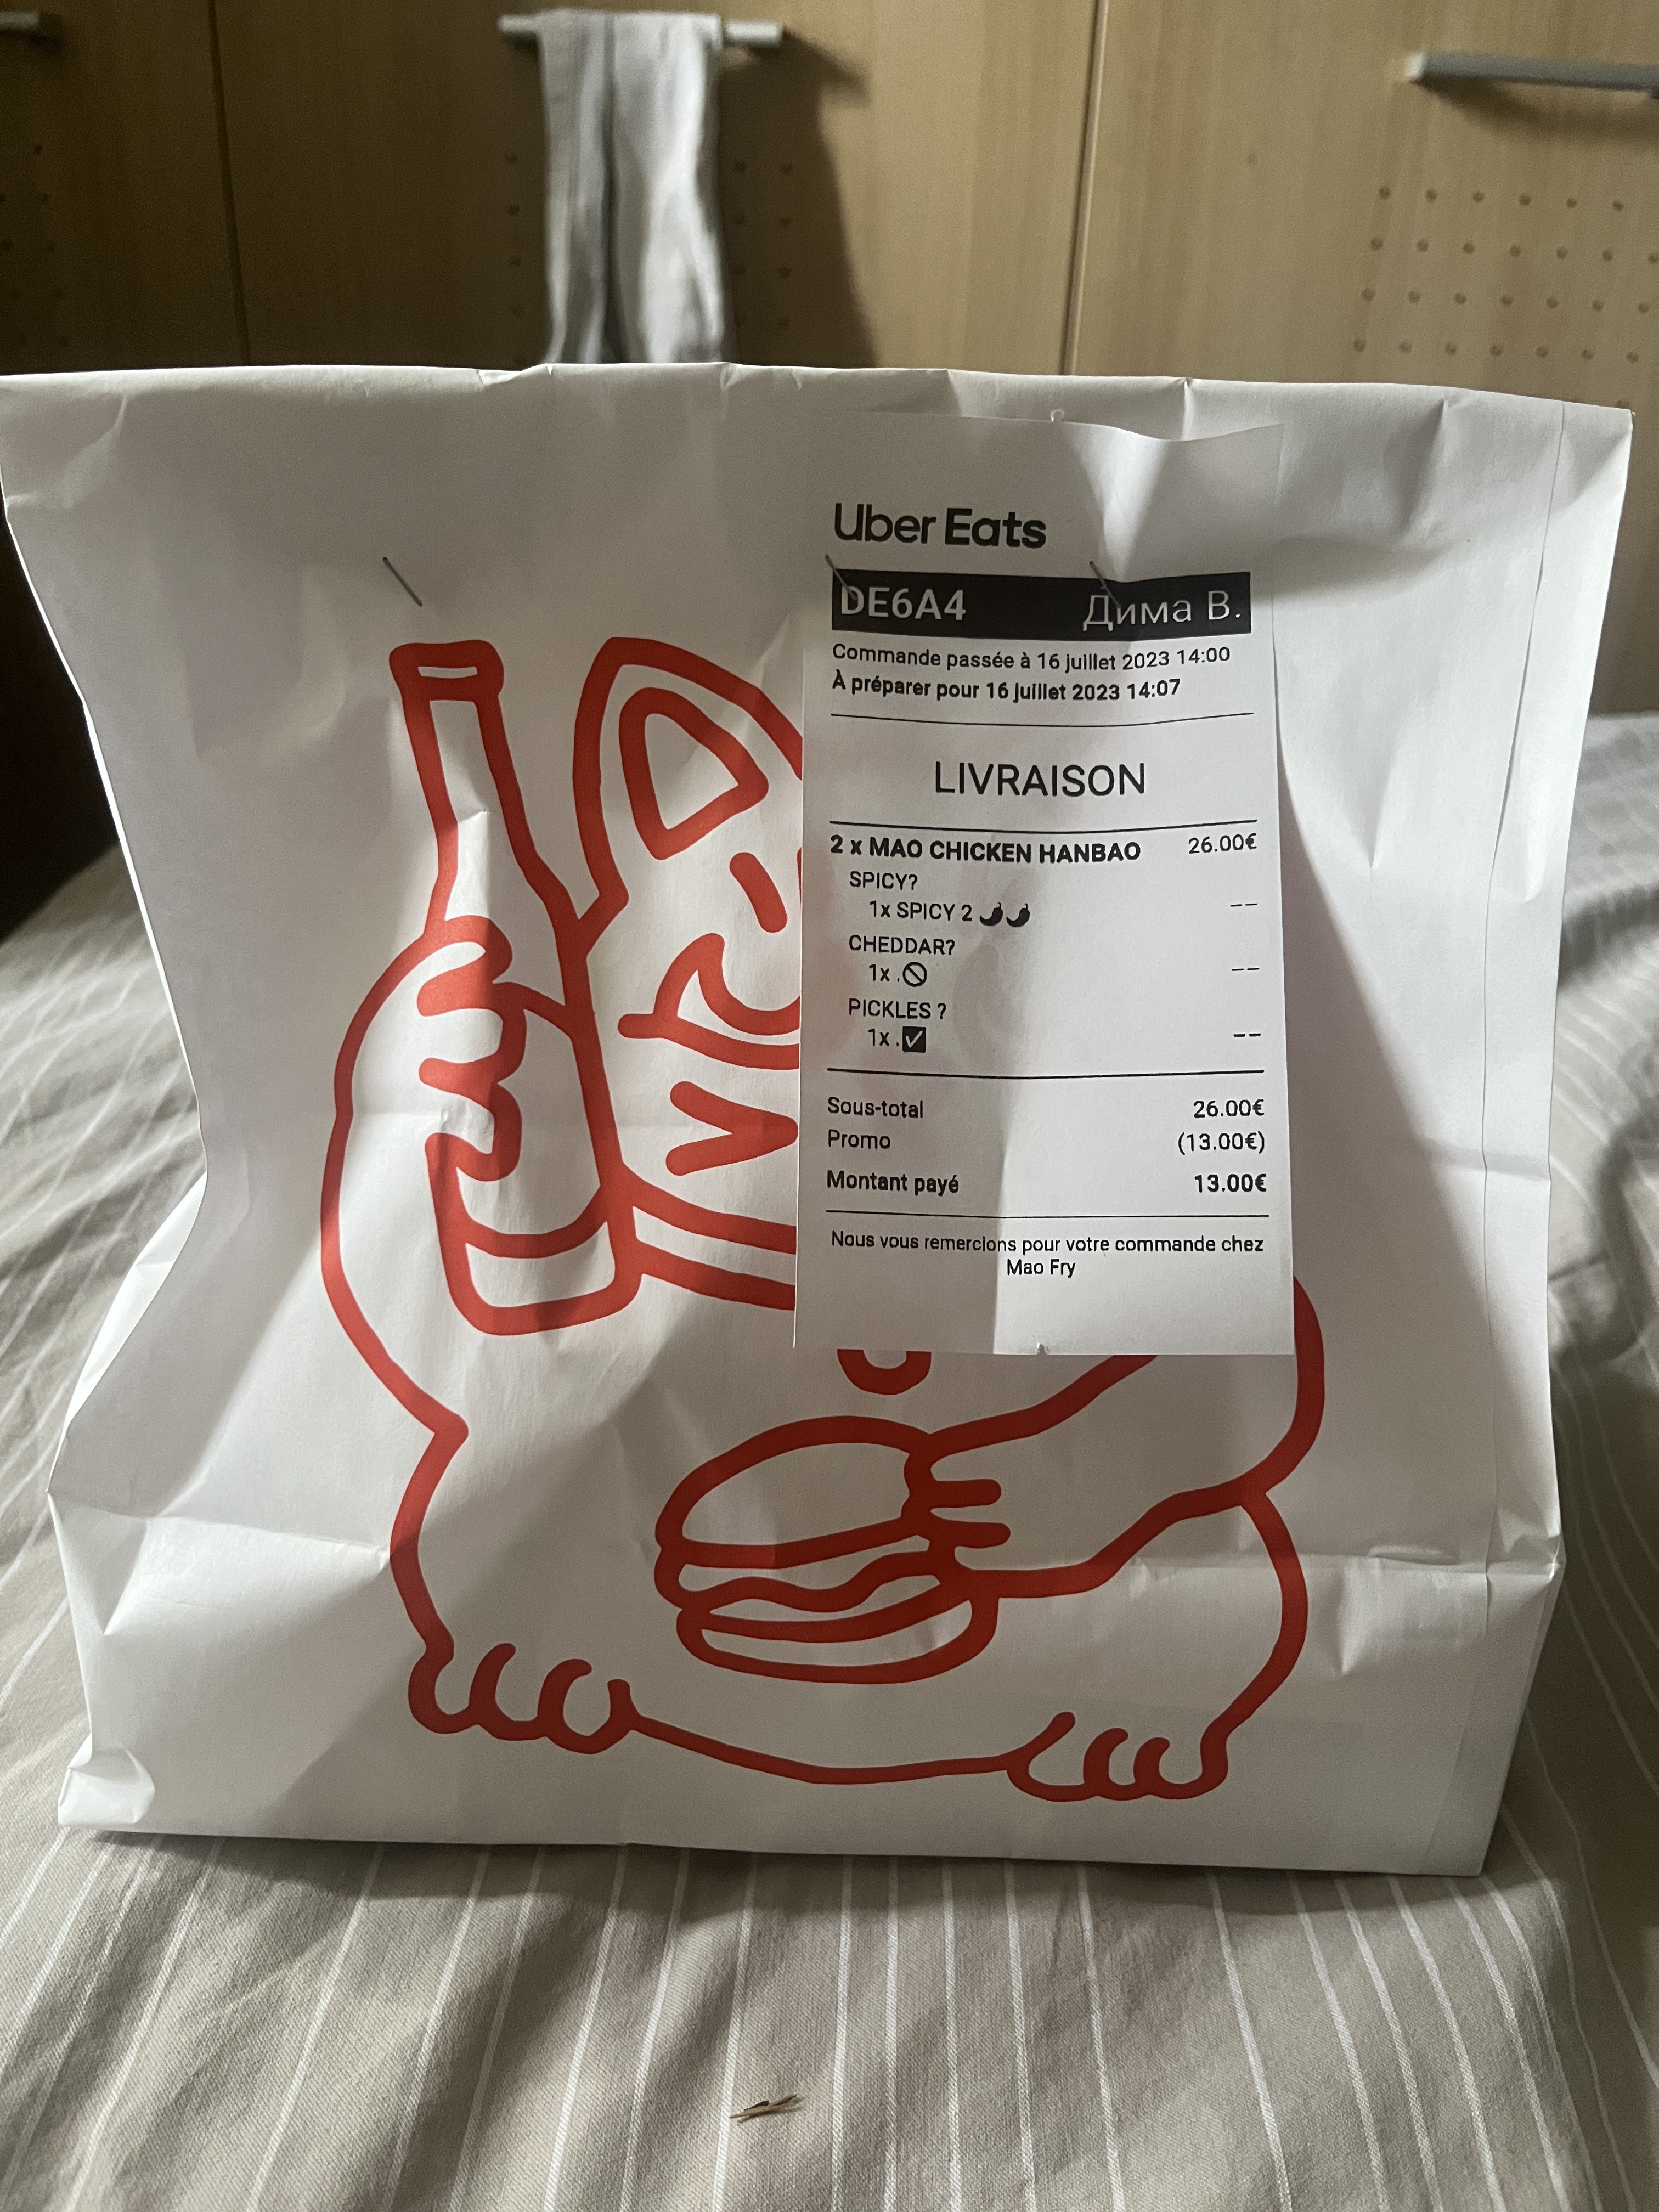 Uber Eats
DE6A4 Дима В.
Commande passée à 16 juillet 2023 14:00
À préparer pour 16 juillet 2023 14:07
LIVRAISON
2 x MAO CHICKEN HANBAO 26.00€
SPICY?
1x SPICY 2 🌶🌶 --
CHEDDAR?
1x .🚫 --
PICKLES ?
1x .☑ --
Sous-total 26.00€
Promo (13.00€)
Montant payé 13.00€
Nous vous remercions pour votre commande chez
Mao Fry